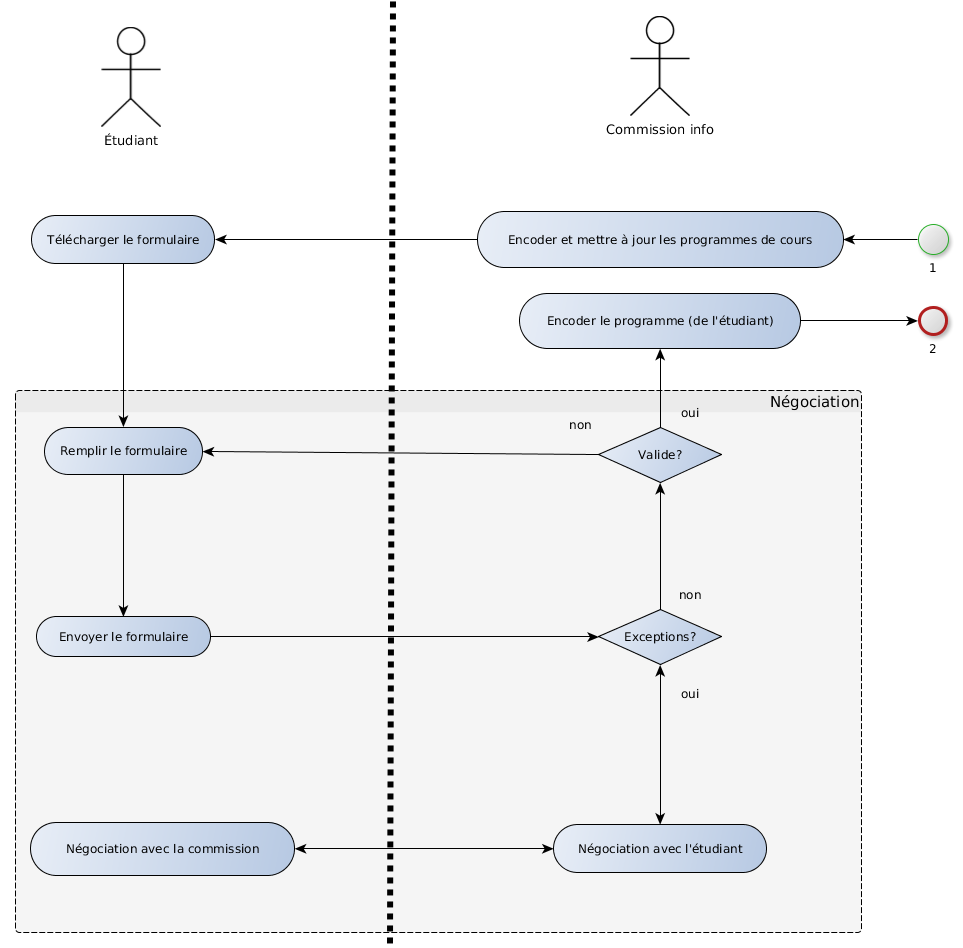 Étudiant
Commission info
Télécharger le formulaire
Encoder et mettre à jour les programmes de cours
1
Encoder le programme (de l'étudiant)
2
Négociation
oui
non
Remplir le formulaire
Valide?
non
Envoyer le formulaire
Exceptions?
oui
Négociation avec la commission
Négociation avec l'étudiant